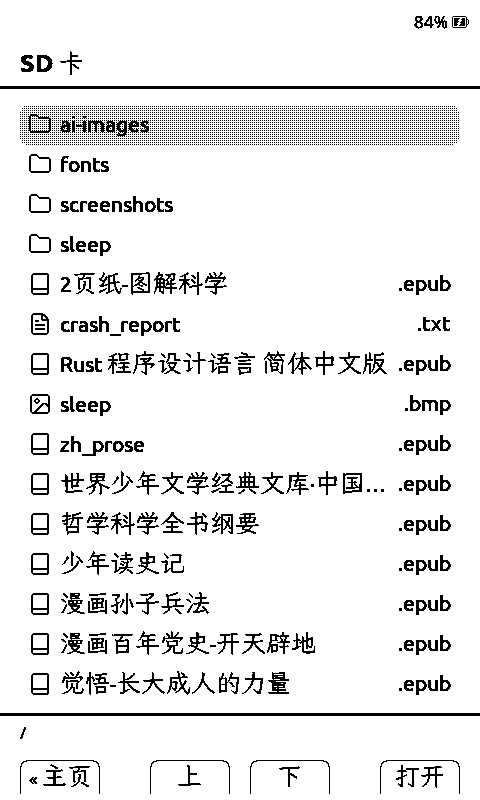 84%
SD 卡
ai-images
fonts
screenshots
sleep
2页纸-图解科学 .epub
crash_report .txt
Rust 程序设计语言 简体中文版 .epub
sleep .bmp
zh_prose .epub
世界少年文学经典文库·中国... .epub
哲学科学全书纲要 .epub
少年读史记 .epub
漫画孙子兵法 .epub
漫画百年党史-开天辟地 .epub
觉悟-长大成人的力量 .epub
/
« 主页 上 下 打开